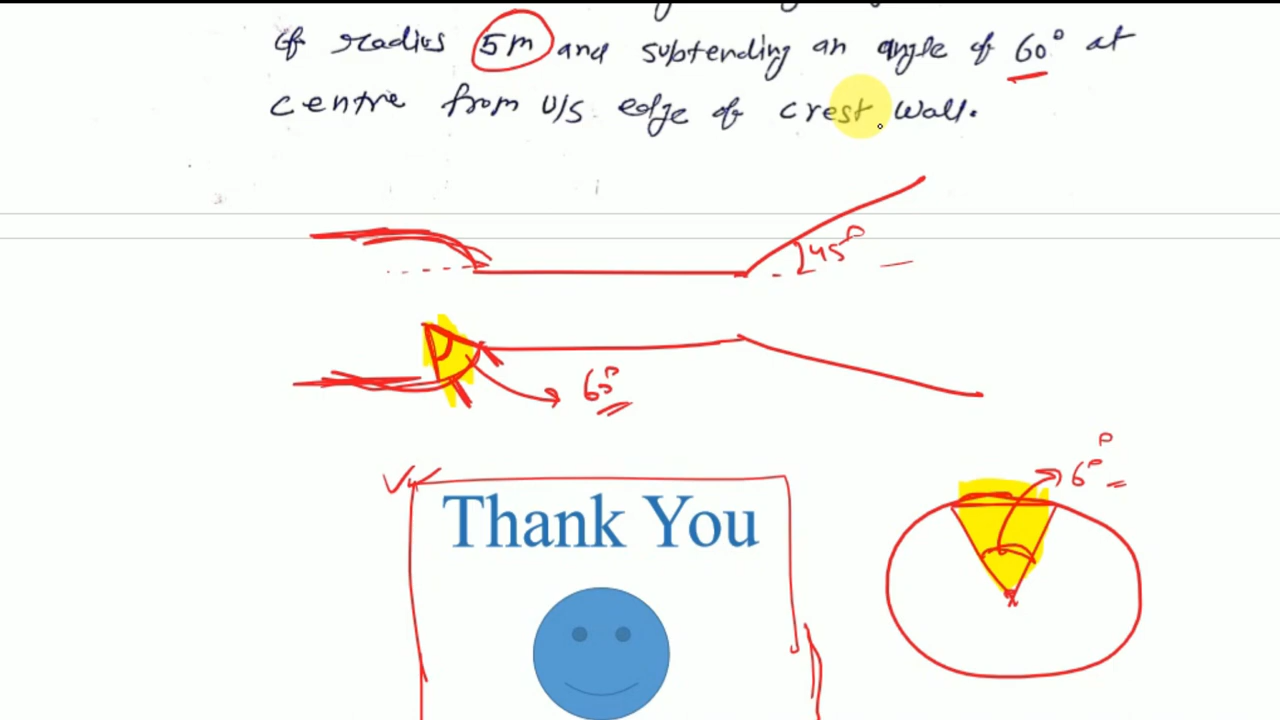 of radius 5m and subtending an angle of 60° at
centre from U/S edge of crest wall.
45°
60°
60°
Thank You